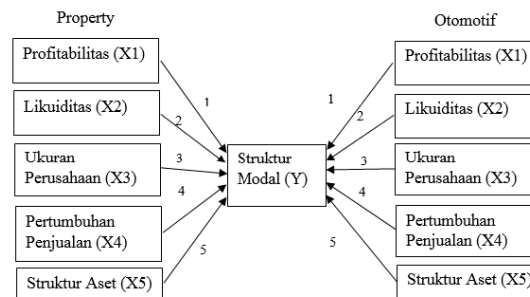 Property
Profitabilitas (X1)
Likuiditas (X2)
Ukuran
Perusahaan (X3)
Pertumbuhan
Penjualan (X4)
Struktur Aset (X5)
1
2
3
4
5
Struktur
Modal (Y)
Otomotif
Profitabilitas (X1)
Likuiditas (X2)
Ukuran
Perusahaan (X3)
Pertumbuhan
Penjualan (X4)
Struktur Aset (X5)
1
2
3
4
5